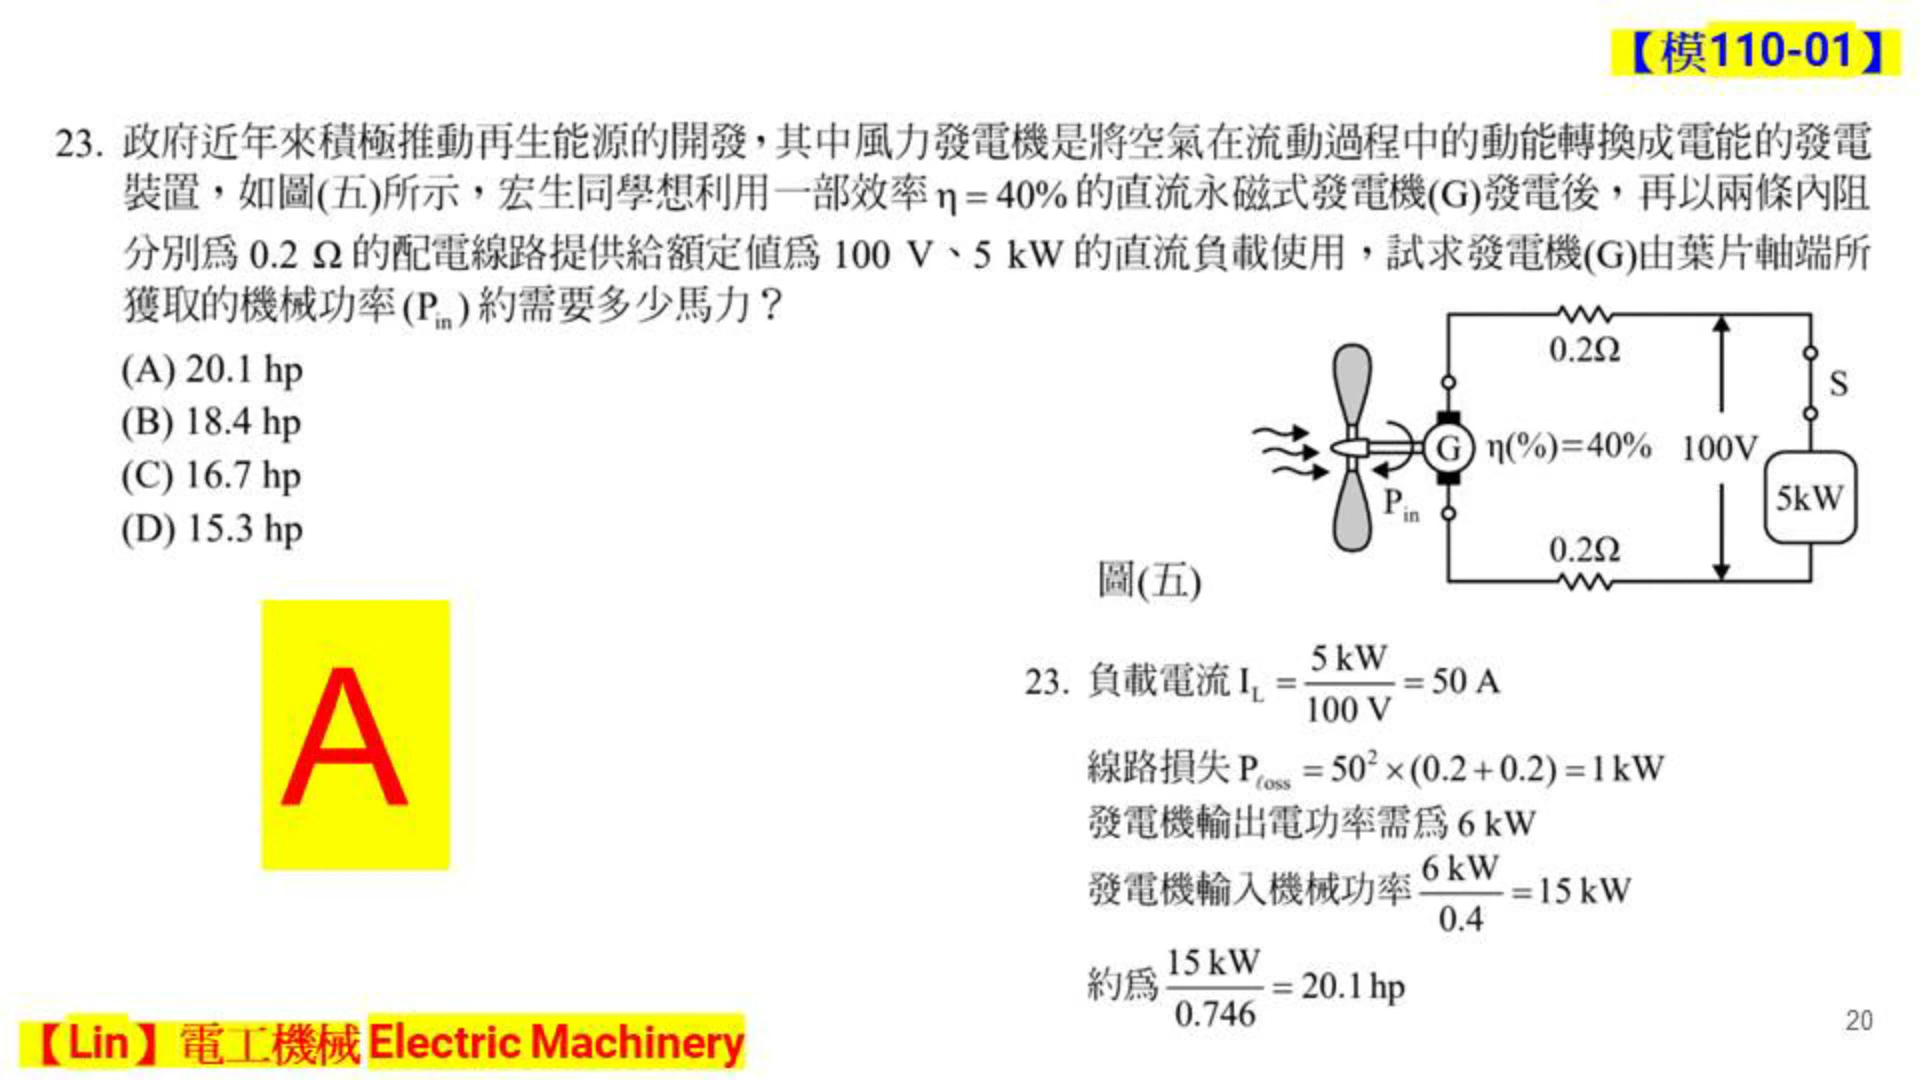 【模110-01】
23. 政府近年來積極推動再生能源的開發，其中風力發電機是將空氣在流動過程中的動能轉換成電能的發電
裝置，如圖(五)所示，宏生同學想利用一部效率 η = 40% 的直流永磁式發電機(G)發電後，再以兩條內阻
分別為 0.2 Ω 的配電線路提供給額定值為 100 V、5 kW 的直流負載使用，試求發電機(G)由葉片軸端所
獲取的機械功率 (P_in) 約需要多少馬力？
(A) 20.1 hp
(B) 18.4 hp
(C) 16.7 hp
(D) 15.3 hp
0.2Ω
S
G η(%)=40% 100V
5kW
P_in
0.2Ω
圖(五)
A
23. 負載電流 I_L = 5 kW / 100 V = 50 A
線路損失 P_ℓoss = 50² × (0.2 + 0.2) = 1 kW
發電機輸出電功率需為 6 kW
發電機輸入機械功率 6 kW / 0.4 = 15 kW
約為 15 kW / 0.746 = 20.1 hp
【Lin】電工機械 Electric Machinery
20